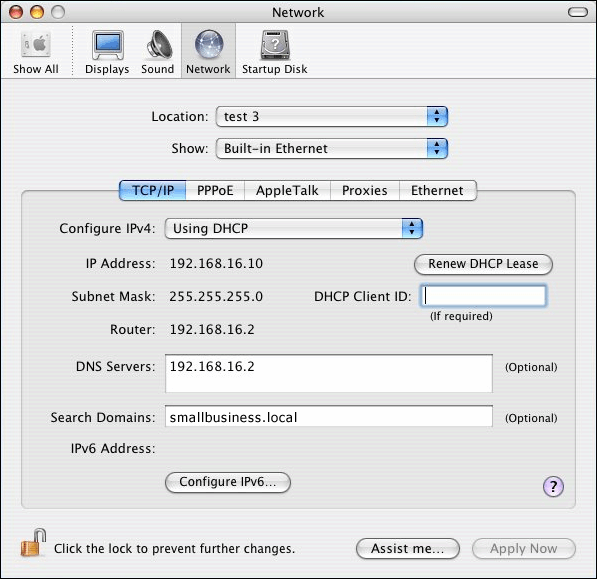 Network
Show All Displays Sound Network Startup Disk
Location: test 3
Show: Built-in Ethernet
TCP/IP PPPoE AppleTalk Proxies Ethernet
Configure IPv4: Using DHCP
IP Address: 192.168.16.10 Renew DHCP Lease
Subnet Mask: 255.255.255.0 DHCP Client ID:
(If required)
Router: 192.168.16.2
DNS Servers: 192.168.16.2 (Optional)
Search Domains: smallbusiness.local (Optional)
IPv6 Address:
Configure IPv6...
?
Click the lock to prevent further changes. Assist me... Apply Now